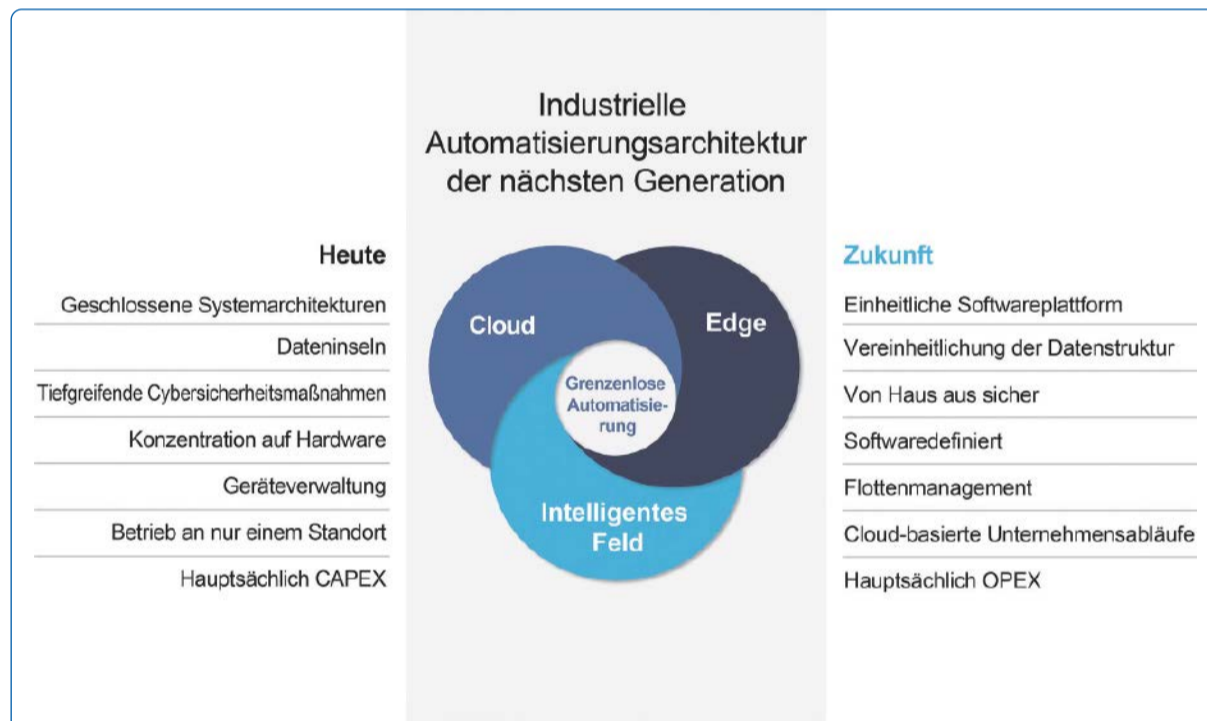 Industrielle
Automatisierungsarchitektur
der nächsten Generation
Heute
Geschlossene Systemarchitekturen
Dateninseln
Tiefgreifende Cybersicherheitsmaßnahmen
Konzentration auf Hardware
Geräteverwaltung
Betrieb an nur einem Standort
Hauptsächlich CAPEX
Cloud
Edge
Grenzenlose
Automatisie-
rung
Intelligentes
Feld
Zukunft
Einheitliche Softwareplattform
Vereinheitlichung der Datenstruktur
Von Haus aus sicher
Softwaredefiniert
Flottenmanagement
Cloud-basierte Unternehmensabläufe
Hauptsächlich OPEX